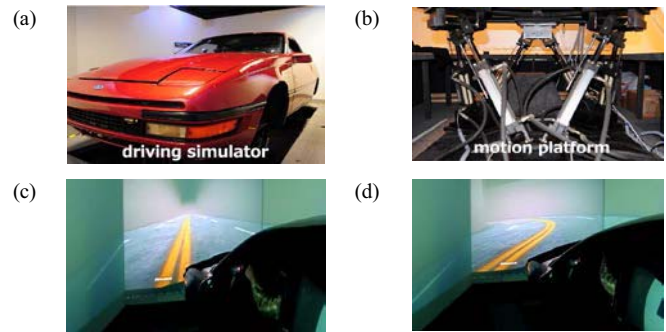 (a)
driving simulator
(b)
motion platform
(c)
(d)